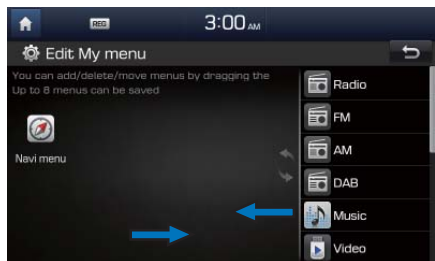 REC
3:00 AM
Edit My menu
You can add/delete/move menus by dragging the
Up to 8 menus can be saved
Navi menu
Radio
FM
AM
DAB
Music
Video